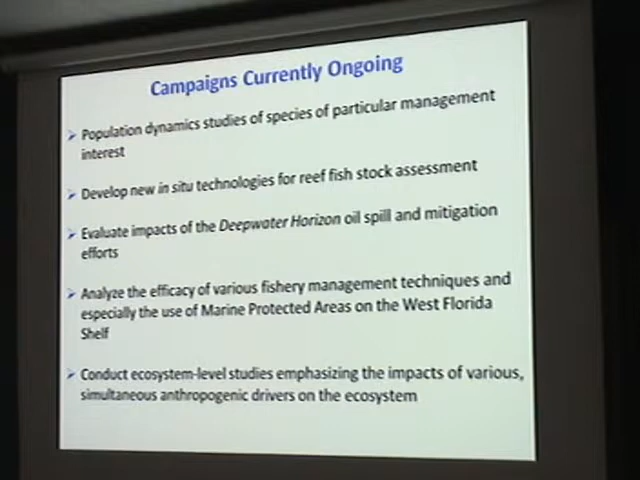 Campaigns Currently Ongoing
Population dynamics studies of species of particular management
interest
Develop new in situ technologies for reef fish stock assessment
Evaluate impacts of the Deepwater Horizon oil spill and mitigation
efforts
Analyze the efficacy of various fishery management techniques and
especially the use of Marine Protected Areas on the West Florida
Shelf
Conduct ecosystem-level studies emphasizing the impacts of various,
simultaneous anthropogenic drivers on the ecosystem